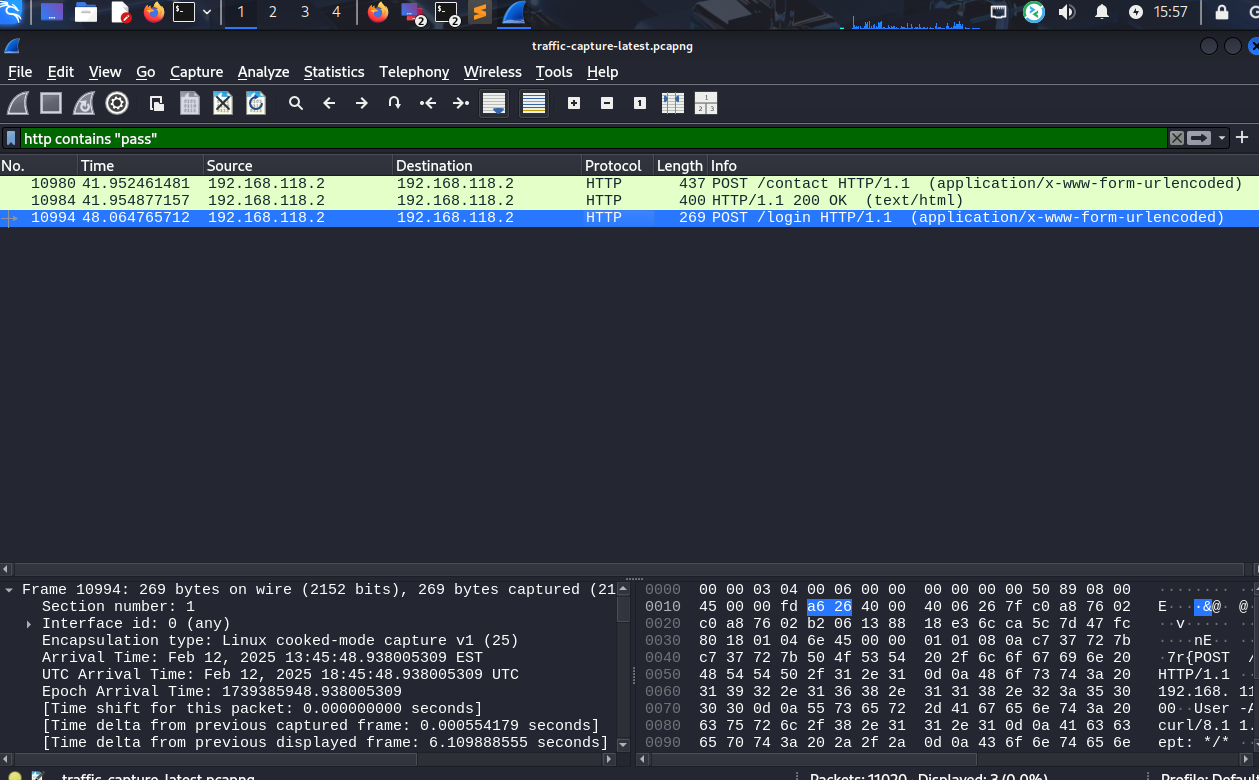 1 2 3 4 2 2 15:57
traffic-capture-latest.pcapng
File Edit View Go Capture Analyze Statistics Telephony Wireless Tools Help
http contains "pass"
No. Time Source Destination Protocol Length Info
10980 41.952461481 192.168.118.2 192.168.118.2 HTTP 437 POST /contact HTTP/1.1 (application/x-www-form-urlencoded)
10984 41.954877157 192.168.118.2 192.168.118.2 HTTP 400 HTTP/1.1 200 OK (text/html)
10994 48.064765712 192.168.118.2 192.168.118.2 HTTP 269 POST /login HTTP/1.1 (application/x-www-form-urlencoded)
Frame 10994: 269 bytes on wire (2152 bits), 269 bytes captured (21
Section number: 1
Interface id: 0 (any)
Encapsulation type: Linux cooked-mode capture v1 (25)
Arrival Time: Feb 12, 2025 13:45:48.938005309 EST
UTC Arrival Time: Feb 12, 2025 18:45:48.938005309 UTC
Epoch Arrival Time: 1739385948.938005309
[Time shift for this packet: 0.000000000 seconds]
[Time delta from previous captured frame: 0.000554179 seconds]
[Time delta from previous displayed frame: 6.109888555 seconds]
0000 00 00 03 04 00 06 00 00 00 00 00 00 50 89 08 00 ········ ··
0010 45 00 00 fd a6 26 40 00 40 06 26 7f c0 a8 76 02 E····&@· @·
0020 c0 a8 76 02 b2 06 13 88 18 e3 6c ca 5c 7d 47 fc ··v····· ··
0030 80 18 01 04 6e 45 00 00 01 01 08 0a c7 37 72 7b ····nE·· ··
0040 c7 37 72 7b 50 4f 53 54 20 2f 6c 6f 67 69 6e 20 ·7r{POST /
0050 48 54 54 50 2f 31 2e 31 0d 0a 48 6f 73 74 3a 20 HTTP/1.1 ··
0060 31 39 32 2e 31 36 38 2e 31 31 38 2e 32 3a 35 30 192.168. 11
0070 30 30 0d 0a 55 73 65 72 2d 41 67 65 6e 74 3a 20 00··User -A
0080 63 75 72 6c 2f 38 2e 31 31 2e 31 0d 0a 41 63 63 curl/8.1 1.
0090 65 70 74 3a 20 2a 2f 2a 0d 0a 43 6f 6e 74 65 6e ept: */* ··
traffic-capture-latest.pcapng Packets: 11020 · Displayed: 3 (0.0%) Profile: Default